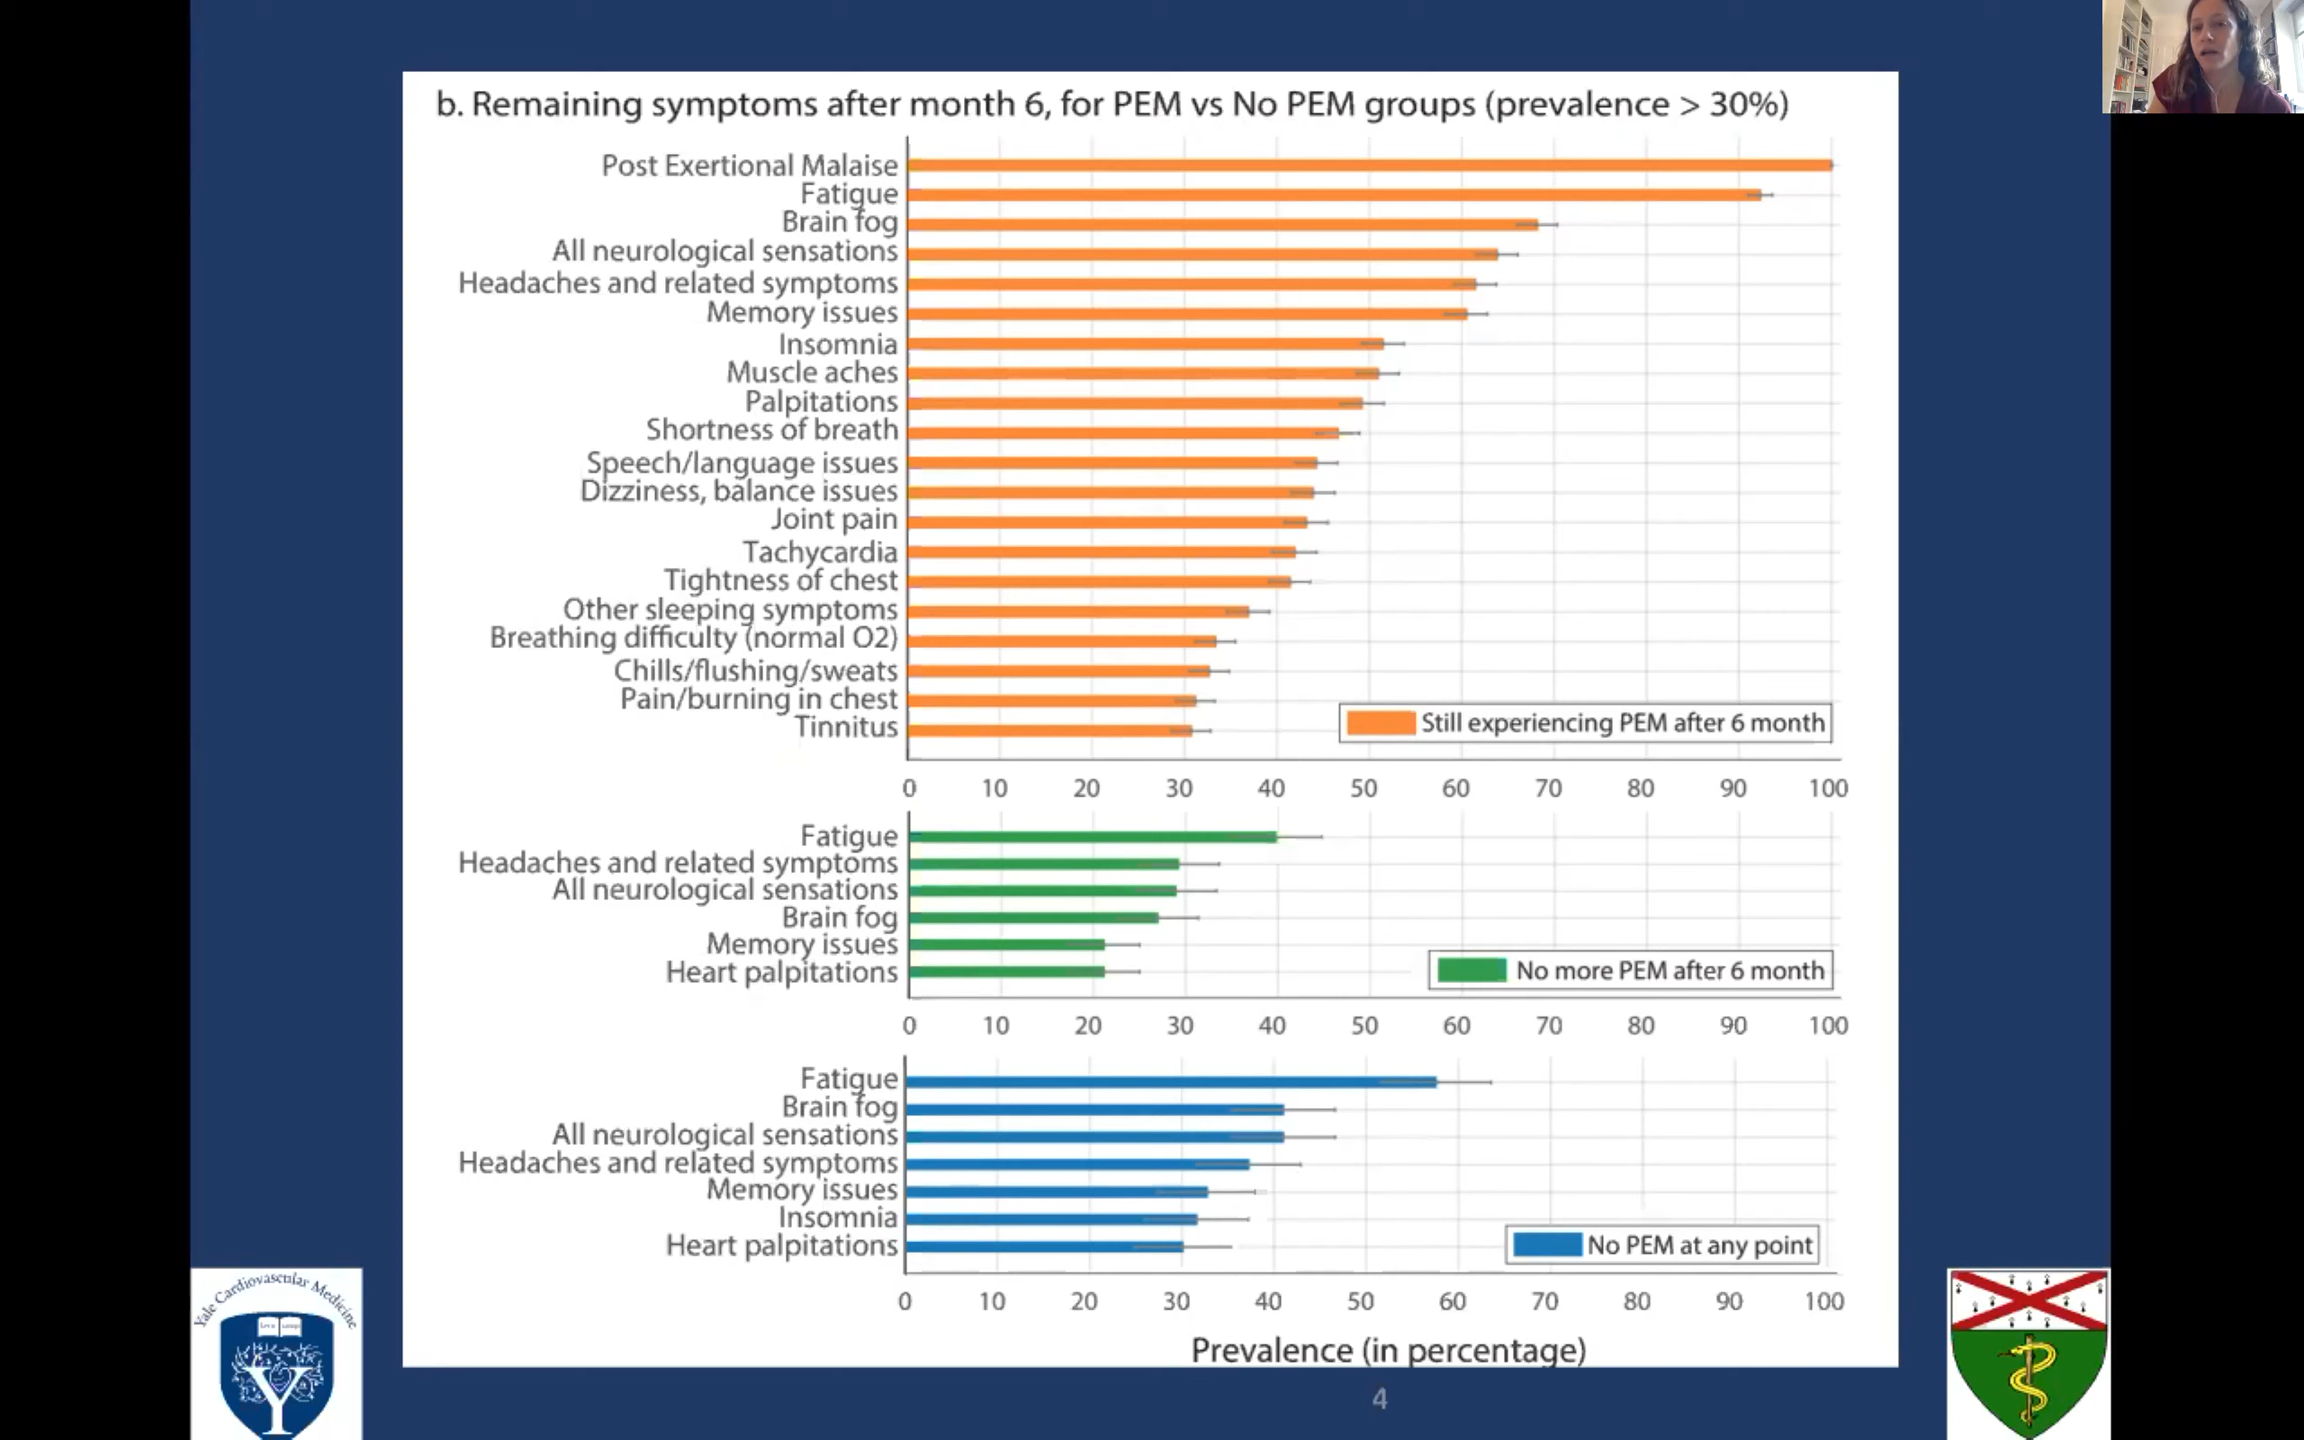 b. Remaining symptoms after month 6, for PEM vs No PEM groups (prevalence > 30%)
Post Exertional Malaise
Fatigue
Brain fog
All neurological sensations
Headaches and related symptoms
Memory issues
Insomnia
Muscle aches
Palpitations
Shortness of breath
Speech/language issues
Dizziness, balance issues
Joint pain
Tachycardia
Tightness of chest
Other sleeping symptoms
Breathing difficulty (normal O2)
Chills/flushing/sweats
Pain/burning in chest
Tinnitus
Still experiencing PEM after 6 month
0 10 20 30 40 50 60 70 80 90 100
Fatigue
Headaches and related symptoms
All neurological sensations
Brain fog
Memory issues
Heart palpitations
No more PEM after 6 month
0 10 20 30 40 50 60 70 80 90 100
Fatigue
Brain fog
All neurological sensations
Headaches and related symptoms
Memory issues
Insomnia
Heart palpitations
No PEM at any point
0 10 20 30 40 50 60 70 80 90 100
Prevalence (in percentage)
Yale Cardiovascular Medicine
Y
4